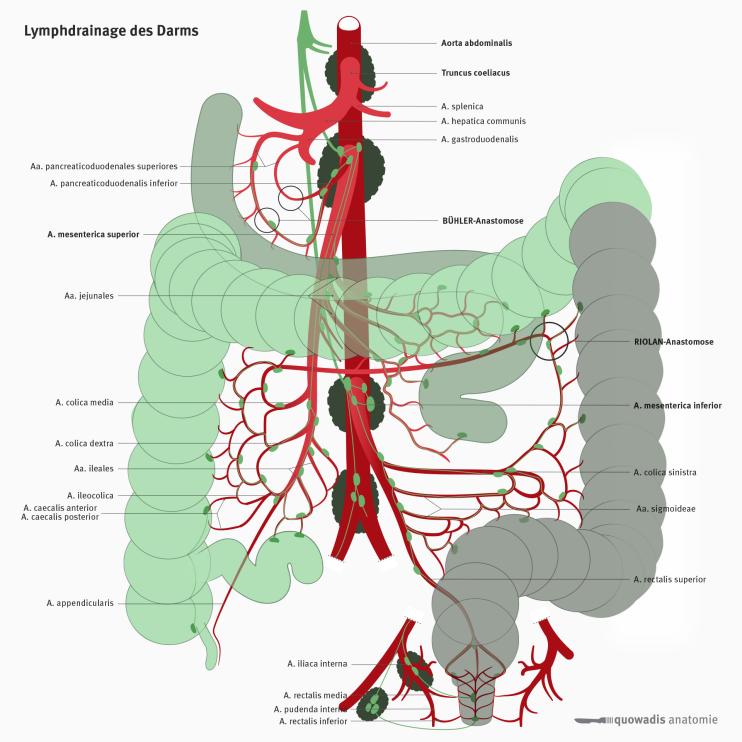 Lymphdrainage des Darms
Aorta abdominalis
Truncus coeliacus
A. splenica
A. hepatica communis
A. gastroduodenalis
Aa. pancreaticoduodenales superiores
A. pancreaticoduodenalis inferior
BÜHLER-Anastomose
A. mesenterica superior
Aa. jejunales
RIOLAN-Anastomose
A. colica media
A. mesenterica inferior
A. colica dextra
Aa. ileales
A. colica sinistra
A. ileocolica
A. caecalis anterior
A. caecalis posterior
Aa. sigmoideae
A. rectalis superior
A. appendicularis
A. iliaca interna
A. rectalis media
A. pudenda interna
A. rectalis inferior
quowadis anatomie